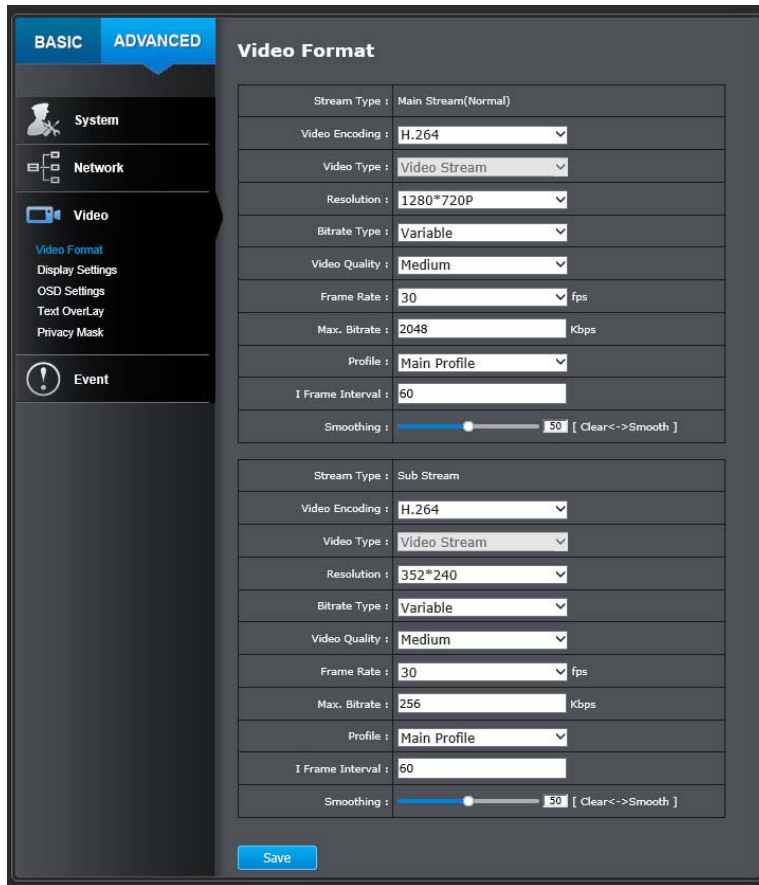 BASIC ADVANCED
System
Network
Video
Video Format
Display Settings
OSD Settings
Text OverLay
Privacy Mask
Event
Video Format
Stream Type : Main Stream(Normal)
Video Encoding : H.264
Video Type : Video Stream
Resolution : 1280*720P
Bitrate Type : Variable
Video Quality : Medium
Frame Rate : 30 fps
Max. Bitrate : 2048 Kbps
Profile : Main Profile
I Frame Interval : 60
Smoothing : 50 [ Clear<->Smooth ]
Stream Type : Sub Stream
Video Encoding : H.264
Video Type : Video Stream
Resolution : 352*240
Bitrate Type : Variable
Video Quality : Medium
Frame Rate : 30 fps
Max. Bitrate : 256 Kbps
Profile : Main Profile
I Frame Interval : 60
Smoothing : 50 [ Clear<->Smooth ]
Save